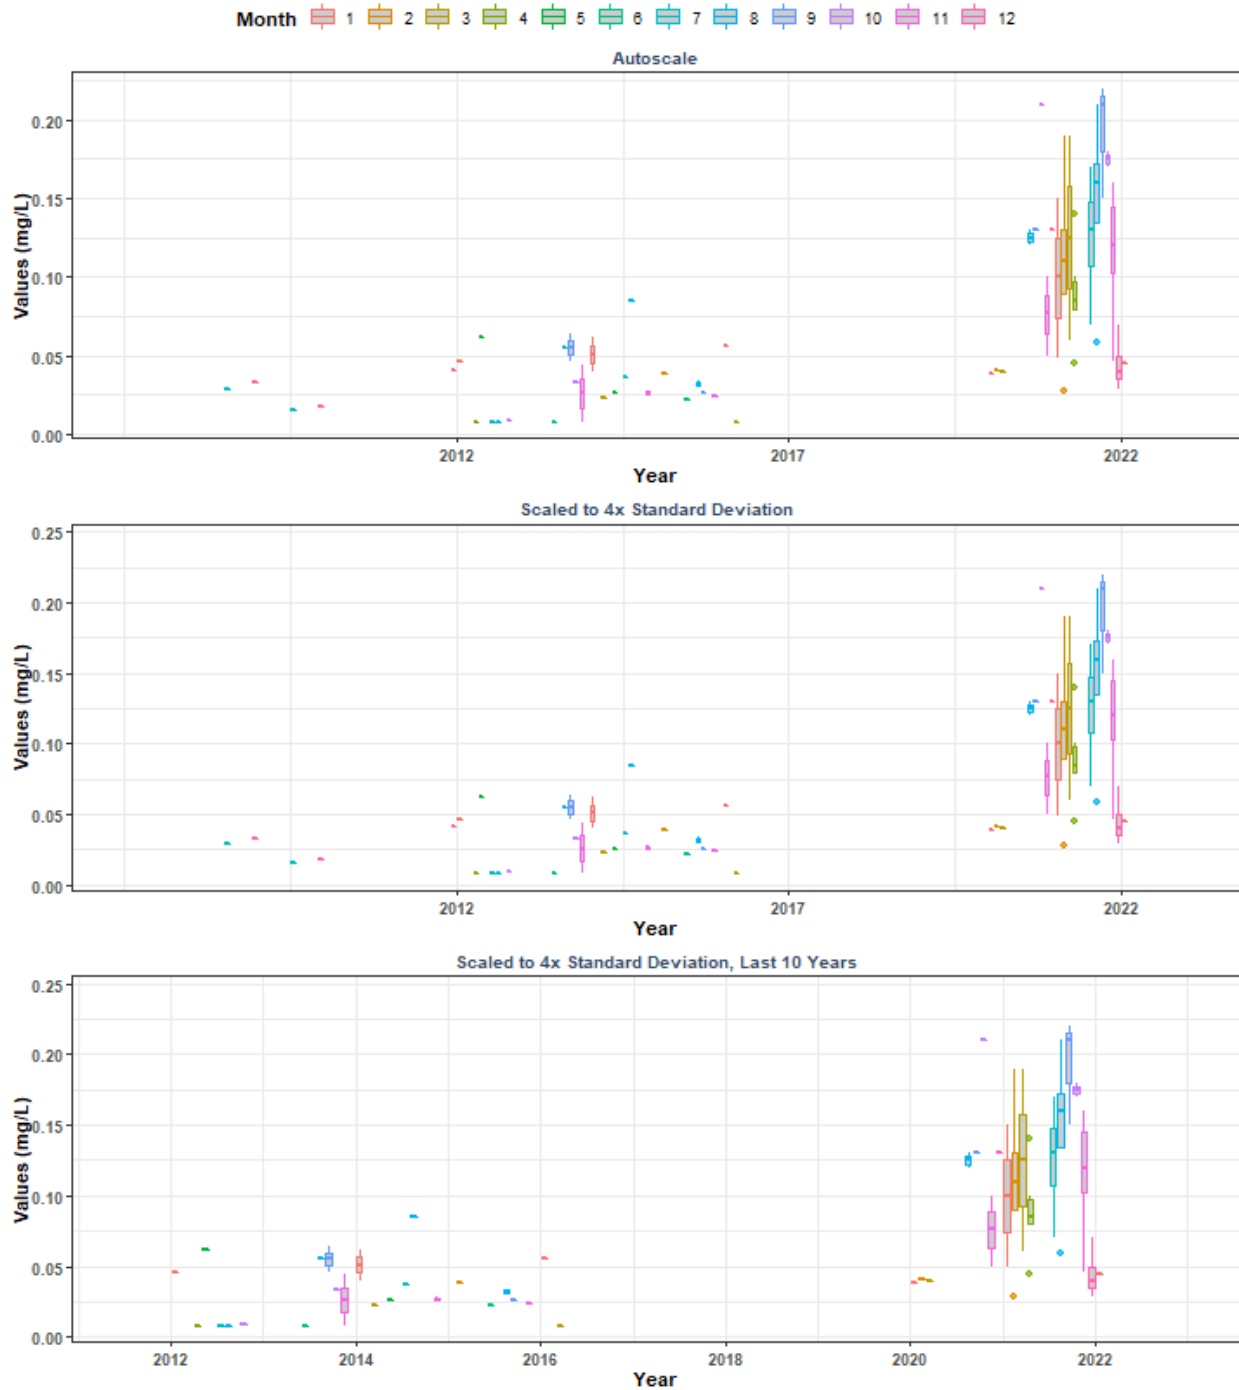 Month 1 2 3 4 5 6 7 8 9 10 11 12
Autoscale
Values (mg/L)
0.20
0.15
0.10
0.05
0.00
2012 2017 2022
Year
Scaled to 4x Standard Deviation
Values (mg/L)
0.25
0.20
0.15
0.10
0.05
0.00
2012 2017 2022
Year
Scaled to 4x Standard Deviation, Last 10 Years
Values (mg/L)
0.25
0.20
0.15
0.10
0.05
0.00
2012 2014 2016 2018 2020 2022
Year